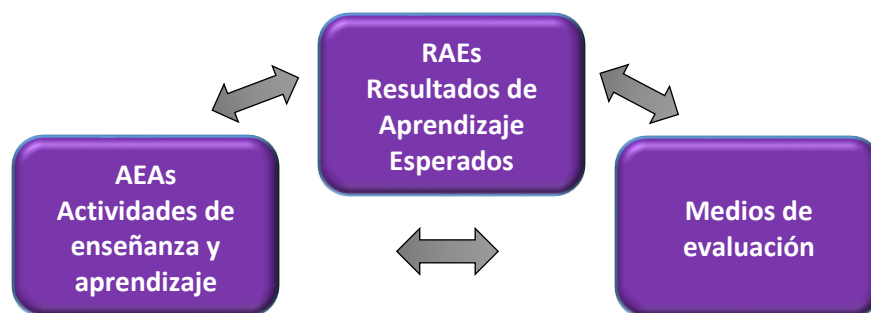 RAEs
Resultados de
Aprendizaje
Esperados
AEAs
Actividades de
enseñanza y
aprendizaje
Medios de
evaluación